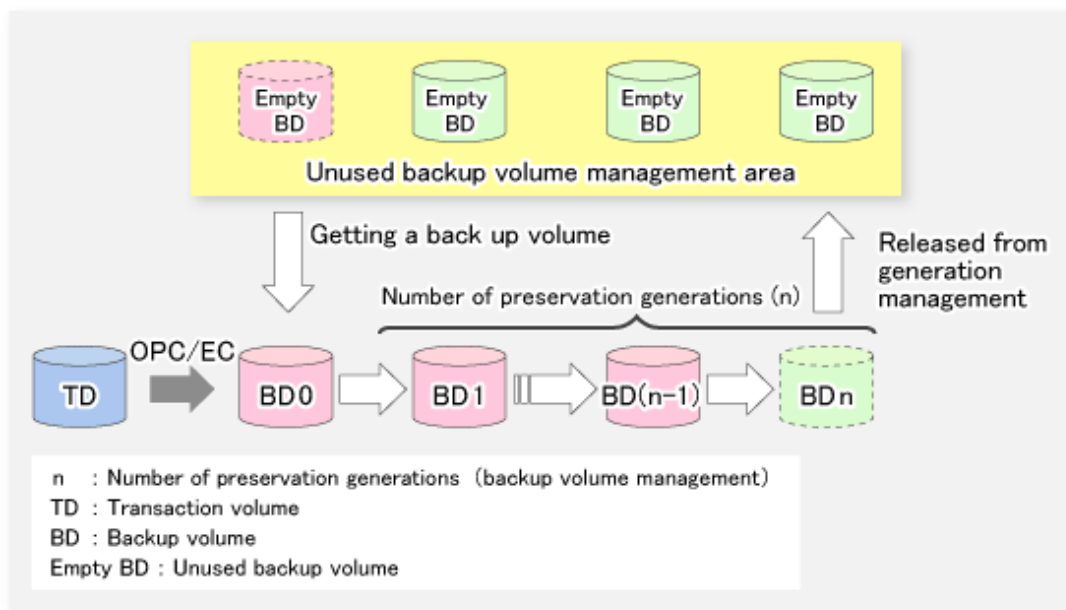 Empty
BD
Empty
BD
Empty
BD
Empty
BD
Unused backup volume management area
Getting a back up volume
Released from
generation
management
Number of preservation generations (n)
OPC/EC
TD
BD0
BD1
BD(n-1)
BDn
n : Number of preservation generations (backup volume management)
TD : Transaction volume
BD : Backup volume
Empty BD : Unused backup volume